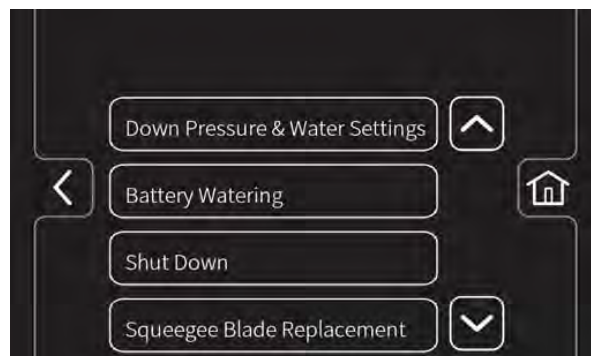 Down Pressure & Water Settings
Battery Watering
Shut Down
Squeegee Blade Replacement